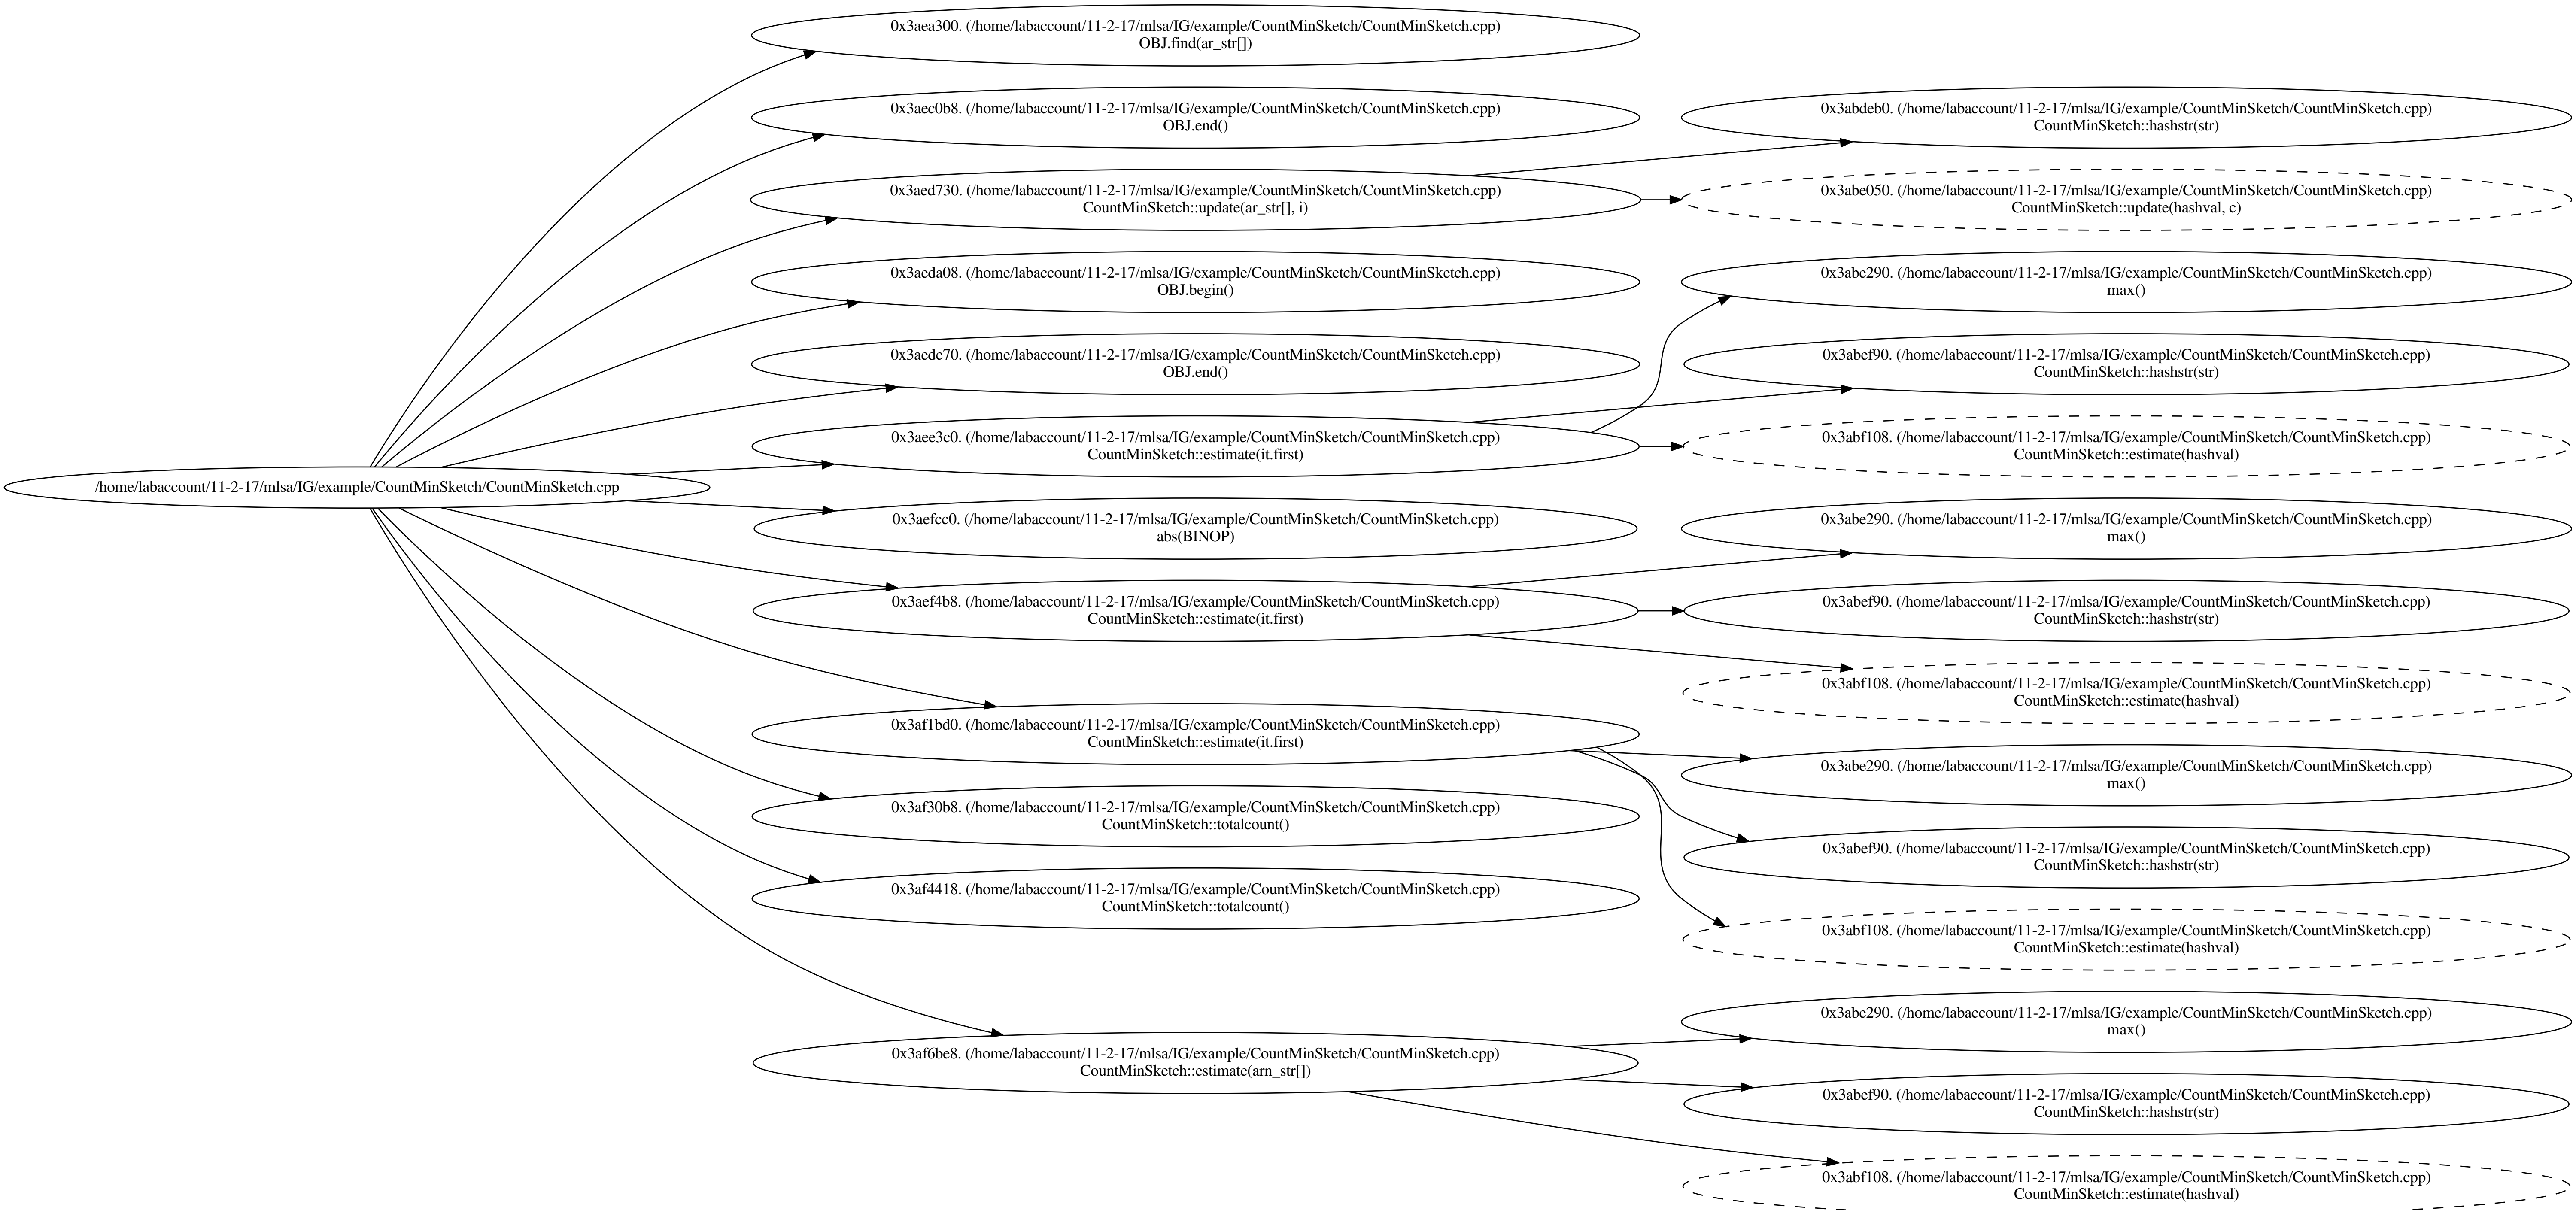 /home/labaccount/11-2-17/mlsa/IG/example/CountMinSketch/CountMinSketch.cpp
0x3aea300. (/home/labaccount/11-2-17/mlsa/IG/example/CountMinSketch/CountMinSketch.cpp)
OBJ.find(ar_str[])
0x3aec0b8. (/home/labaccount/11-2-17/mlsa/IG/example/CountMinSketch/CountMinSketch.cpp)
OBJ.end()
0x3aed730. (/home/labaccount/11-2-17/mlsa/IG/example/CountMinSketch/CountMinSketch.cpp)
CountMinSketch::update(ar_str[], i)
0x3aeda08. (/home/labaccount/11-2-17/mlsa/IG/example/CountMinSketch/CountMinSketch.cpp)
OBJ.begin()
0x3aedc70. (/home/labaccount/11-2-17/mlsa/IG/example/CountMinSketch/CountMinSketch.cpp)
OBJ.end()
0x3aee3c0. (/home/labaccount/11-2-17/mlsa/IG/example/CountMinSketch/CountMinSketch.cpp)
CountMinSketch::estimate(it.first)
0x3aefcc0. (/home/labaccount/11-2-17/mlsa/IG/example/CountMinSketch/CountMinSketch.cpp)
abs(BINOP)
0x3aef4b8. (/home/labaccount/11-2-17/mlsa/IG/example/CountMinSketch/CountMinSketch.cpp)
CountMinSketch::estimate(it.first)
0x3af1bd0. (/home/labaccount/11-2-17/mlsa/IG/example/CountMinSketch/CountMinSketch.cpp)
CountMinSketch::estimate(it.first)
0x3af30b8. (/home/labaccount/11-2-17/mlsa/IG/example/CountMinSketch/CountMinSketch.cpp)
CountMinSketch::totalcount()
0x3af4418. (/home/labaccount/11-2-17/mlsa/IG/example/CountMinSketch/CountMinSketch.cpp)
CountMinSketch::totalcount()
0x3af6be8. (/home/labaccount/11-2-17/mlsa/IG/example/CountMinSketch/CountMinSketch.cpp)
CountMinSketch::estimate(arn_str[])
0x3abdeb0. (/home/labaccount/11-2-17/mlsa/IG/example/CountMinSketch/CountMinSketch.cpp)
CountMinSketch::hashstr(str)
0x3abe050. (/home/labaccount/11-2-17/mlsa/IG/example/CountMinSketch/CountMinSketch.cpp)
CountMinSketch::update(hashval, c)
0x3abe290. (/home/labaccount/11-2-17/mlsa/IG/example/CountMinSketch/CountMinSketch.cpp)
max()
0x3abef90. (/home/labaccount/11-2-17/mlsa/IG/example/CountMinSketch/CountMinSketch.cpp)
CountMinSketch::hashstr(str)
0x3abf108. (/home/labaccount/11-2-17/mlsa/IG/example/CountMinSketch/CountMinSketch.cpp)
CountMinSketch::estimate(hashval)
0x3abe290. (/home/labaccount/11-2-17/mlsa/IG/example/CountMinSketch/CountMinSketch.cpp)
max()
0x3abef90. (/home/labaccount/11-2-17/mlsa/IG/example/CountMinSketch/CountMinSketch.cpp)
CountMinSketch::hashstr(str)
0x3abf108. (/home/labaccount/11-2-17/mlsa/IG/example/CountMinSketch/CountMinSketch.cpp)
CountMinSketch::estimate(hashval)
0x3abe290. (/home/labaccount/11-2-17/mlsa/IG/example/CountMinSketch/CountMinSketch.cpp)
max()
0x3abef90. (/home/labaccount/11-2-17/mlsa/IG/example/CountMinSketch/CountMinSketch.cpp)
CountMinSketch::hashstr(str)
0x3abf108. (/home/labaccount/11-2-17/mlsa/IG/example/CountMinSketch/CountMinSketch.cpp)
CountMinSketch::estimate(hashval)
0x3abe290. (/home/labaccount/11-2-17/mlsa/IG/example/CountMinSketch/CountMinSketch.cpp)
max()
0x3abef90. (/home/labaccount/11-2-17/mlsa/IG/example/CountMinSketch/CountMinSketch.cpp)
CountMinSketch::hashstr(str)
0x3abf108. (/home/labaccount/11-2-17/mlsa/IG/example/CountMinSketch/CountMinSketch.cpp)
CountMinSketch::estimate(hashval)